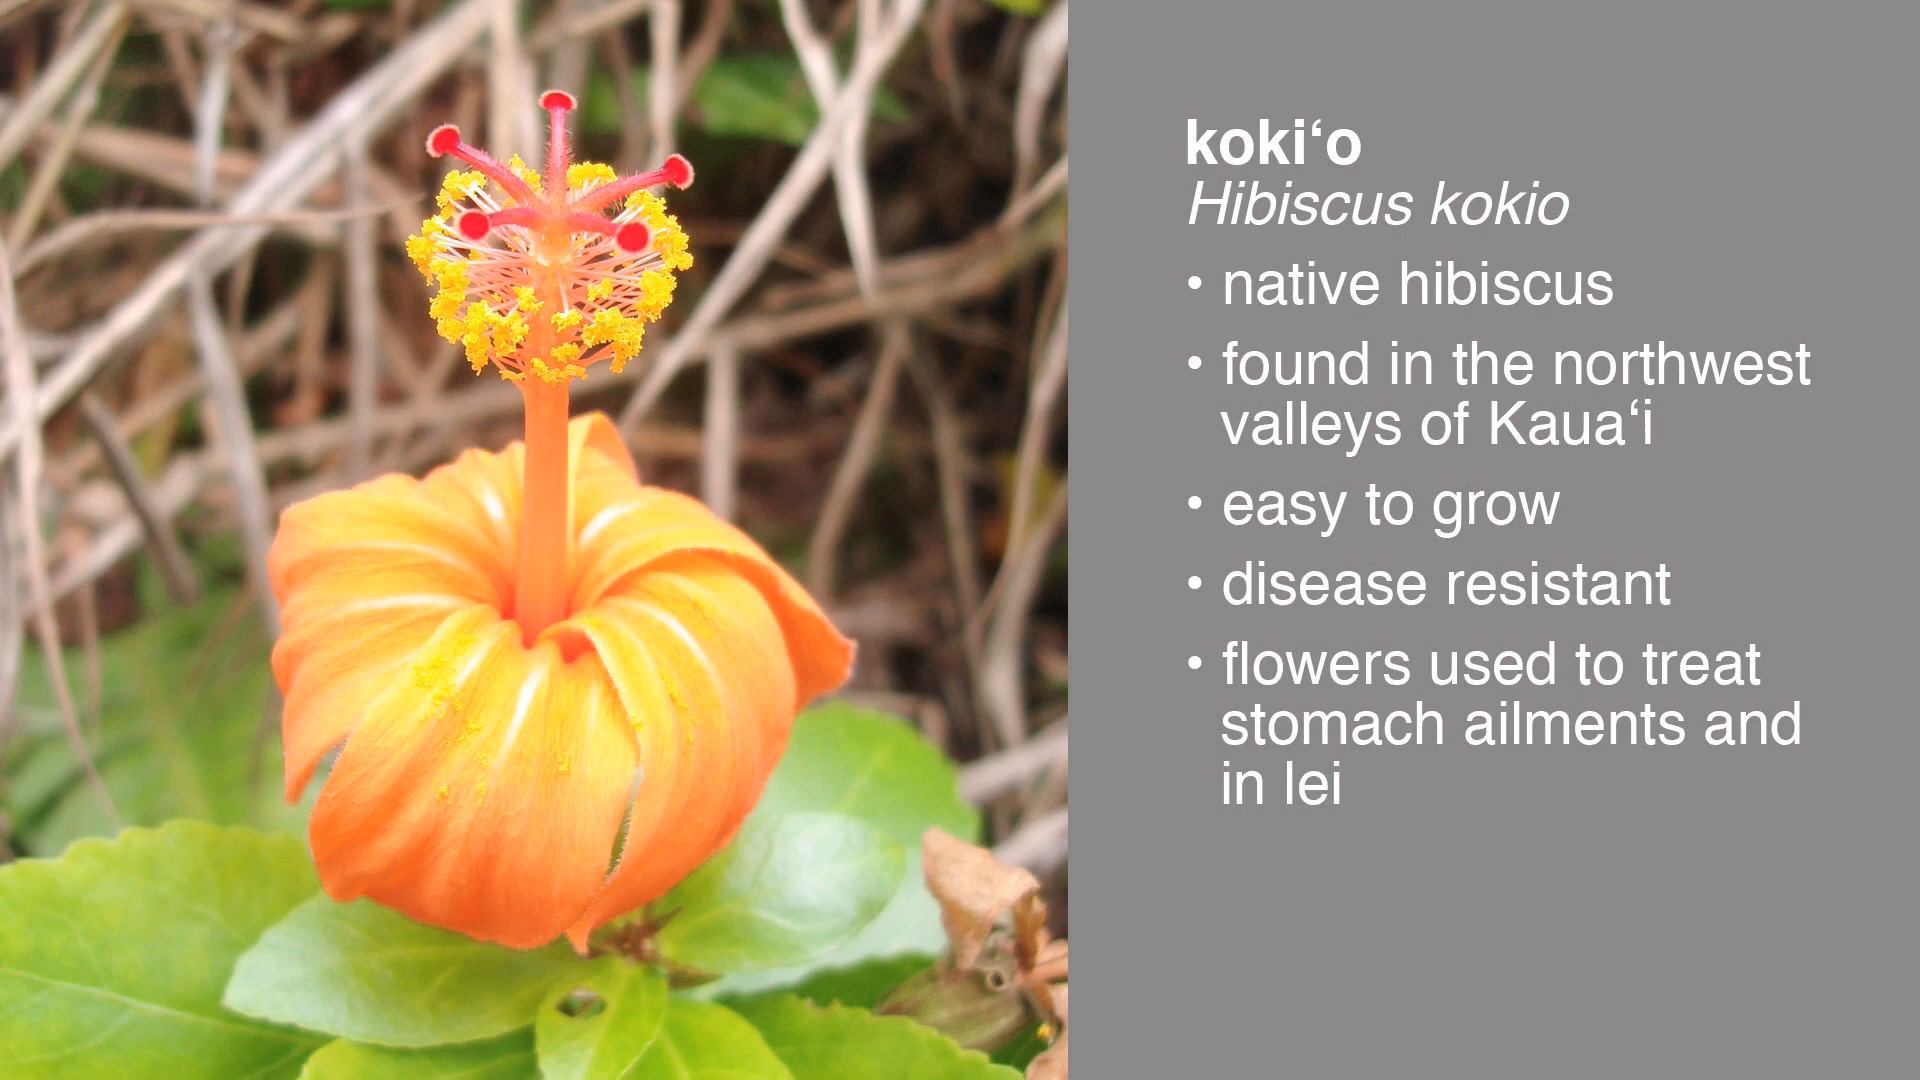 koki‘o
Hibiscus kokio
• native hibiscus
• found in the northwest
valleys of Kaua‘i
• easy to grow
• disease resistant
• flowers used to treat
stomach ailments and
in lei